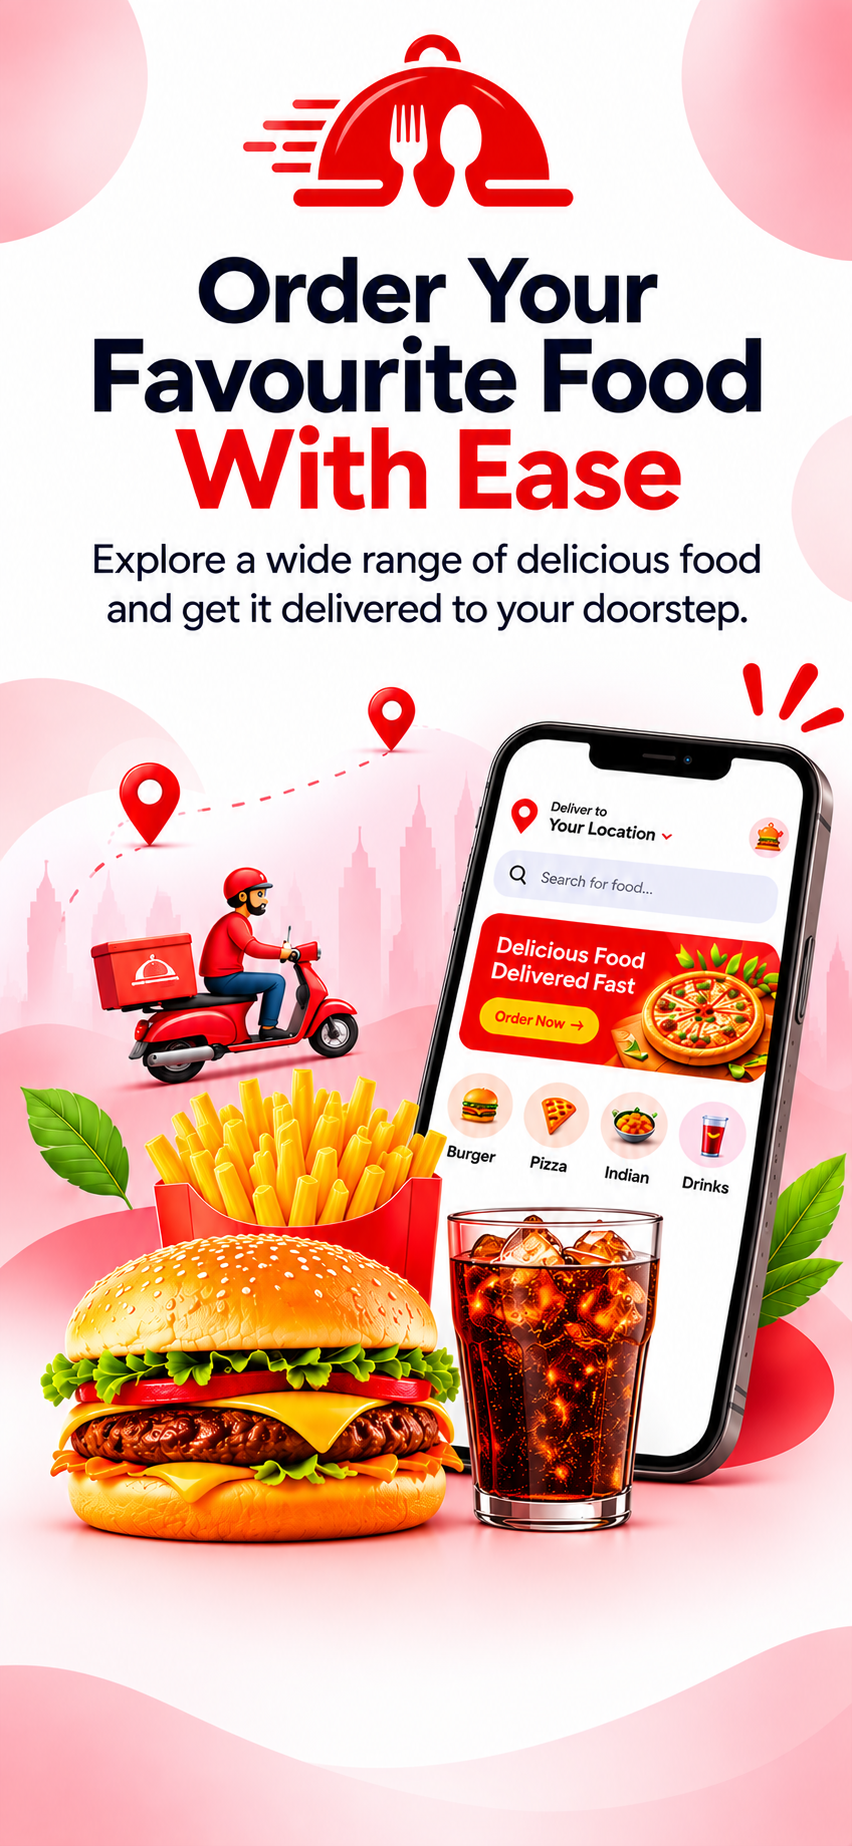 Order Your
Favourite Food
With Ease
Explore a wide range of delicious food
and get it delivered to your doorstep.
Deliver to
Your Location
Search for food...
Delicious Food
Delivered Fast
Order Now →
Burger
Pizza
Indian
Drinks